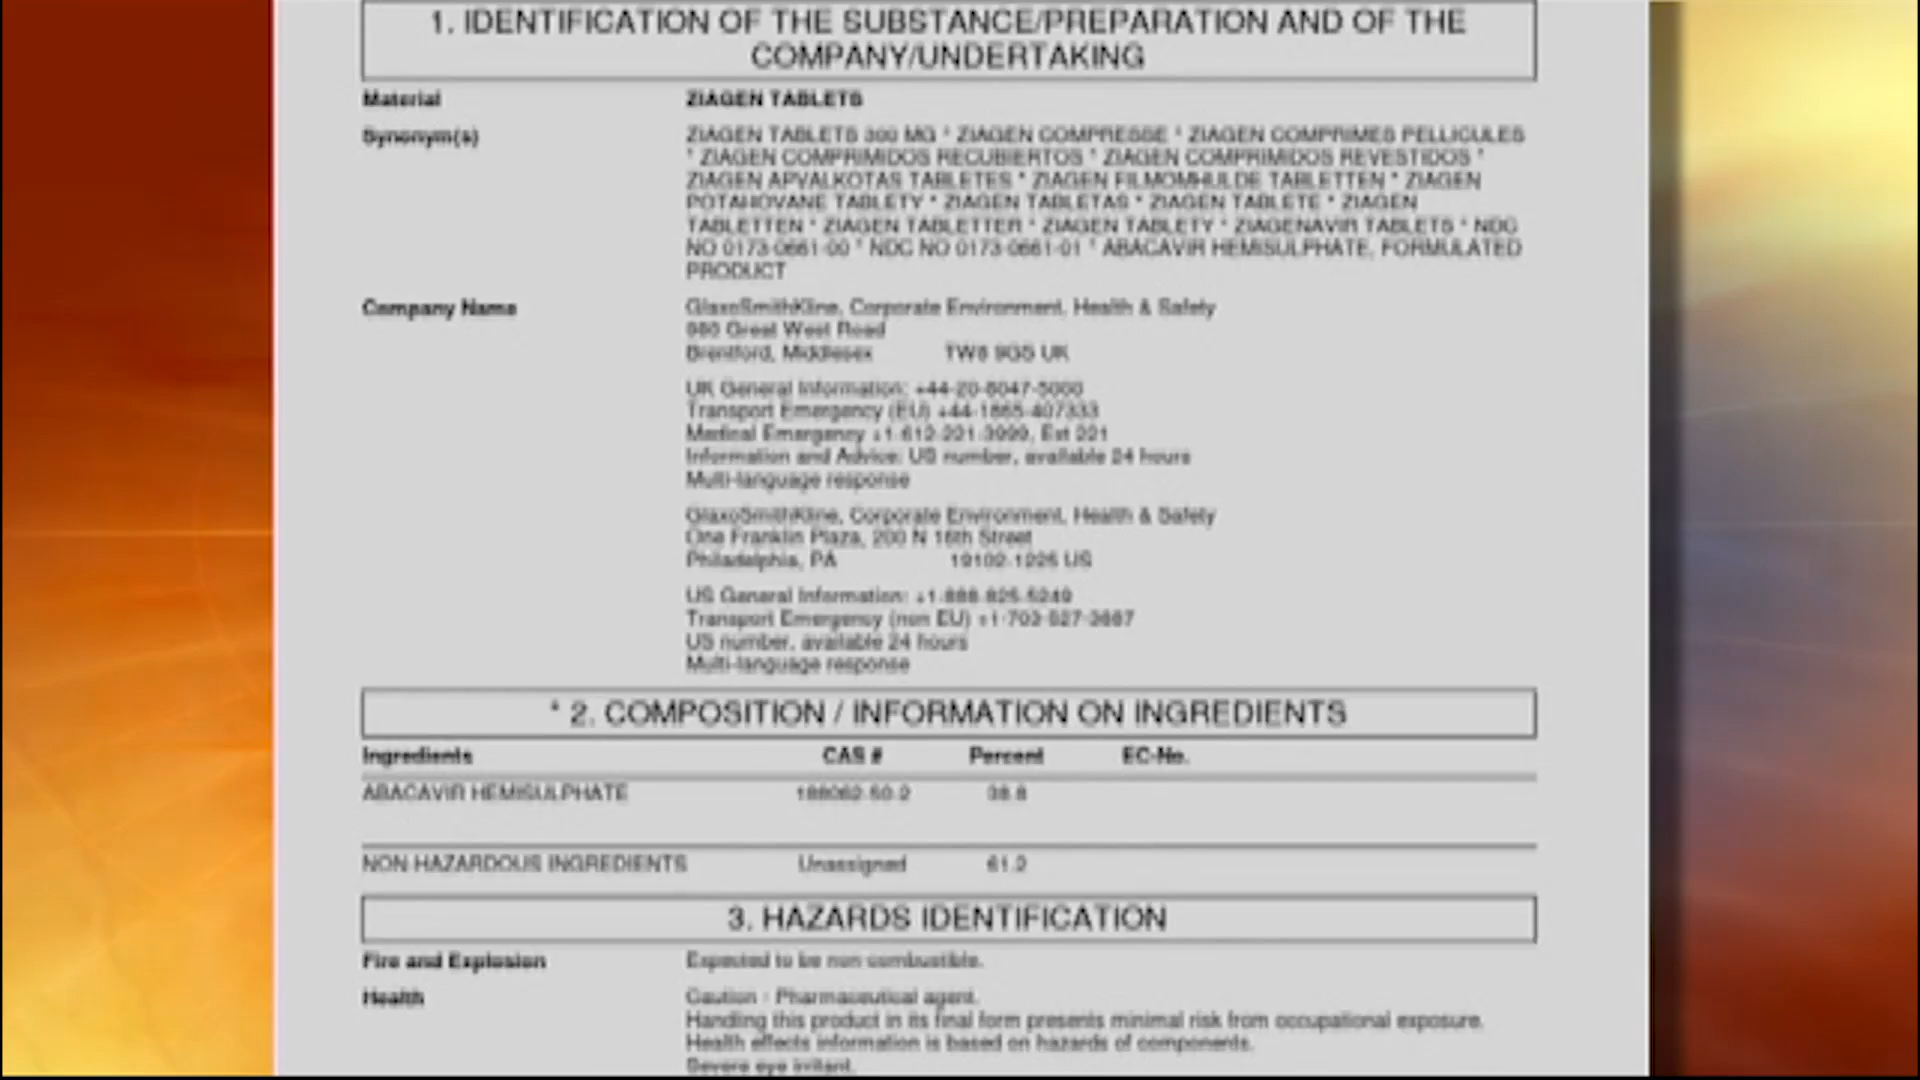 1. IDENTIFICATION OF THE SUBSTANCE/PREPARATION AND OF THE
COMPANY/UNDERTAKING
Material ZIAGEN TABLETS
Synonym(s) ZIAGEN TABLETS 300 MG * ZIAGEN COMPRESSE * ZIAGEN COMPRIMES PELLICULES
* ZIAGEN COMPRIMIDOS RECUBIERTOS * ZIAGEN COMPRIMIDOS REVESTIDOS *
ZIAGEN APVALKOTAS TABLETES * ZIAGEN FILMOMHULDE TABLETTEN * ZIAGEN
POTAHOVANE TABLETY * ZIAGEN TABLETAS * ZIAGEN TABLETE * ZIAGEN
TABLETTEN * ZIAGEN TABLETTER * ZIAGEN TABLETY * ZIAGENAVIR TABLETS * NDC
NO 0173-0661-00 * NDC NO 0173-0661-01 * ABACAVIR HEMISULPHATE, FORMULATED
PRODUCT
Company Name GlaxoSmithKline, Corporate Environment, Health & Safety
980 Great West Road
Brentford, Middlesex TW8 9GS UK
UK General Information: +44-20-8047-5000
Transport Emergency (EU) +44-1865-407333
Medical Emergency +1-612-221-3999, Ext 221
Information and Advice: US number, available 24 hours
Multi-language response
GlaxoSmithKline, Corporate Environment, Health & Safety
One Franklin Plaza, 200 N 16th Street
Philadelphia, PA 19102-1225 US
US General Information: +1-888-825-5249
Transport Emergency (non EU) +1-703-527-3887
US number, available 24 hours
Multi-language response
* 2. COMPOSITION / INFORMATION ON INGREDIENTS
Ingredients CAS # Percent EC-No.
ABACAVIR HEMISULPHATE 188062-50-2 38.8
NON-HAZARDOUS INGREDIENTS Unassigned 61.2
3. HAZARDS IDENTIFICATION
Fire and Explosion Expected to be non-combustible.
Health Caution - Pharmaceutical agent.
Handling this product in its final form presents minimal risk from occupational exposure.
Health effects information is based on hazards of components.
Severe eye irritant.